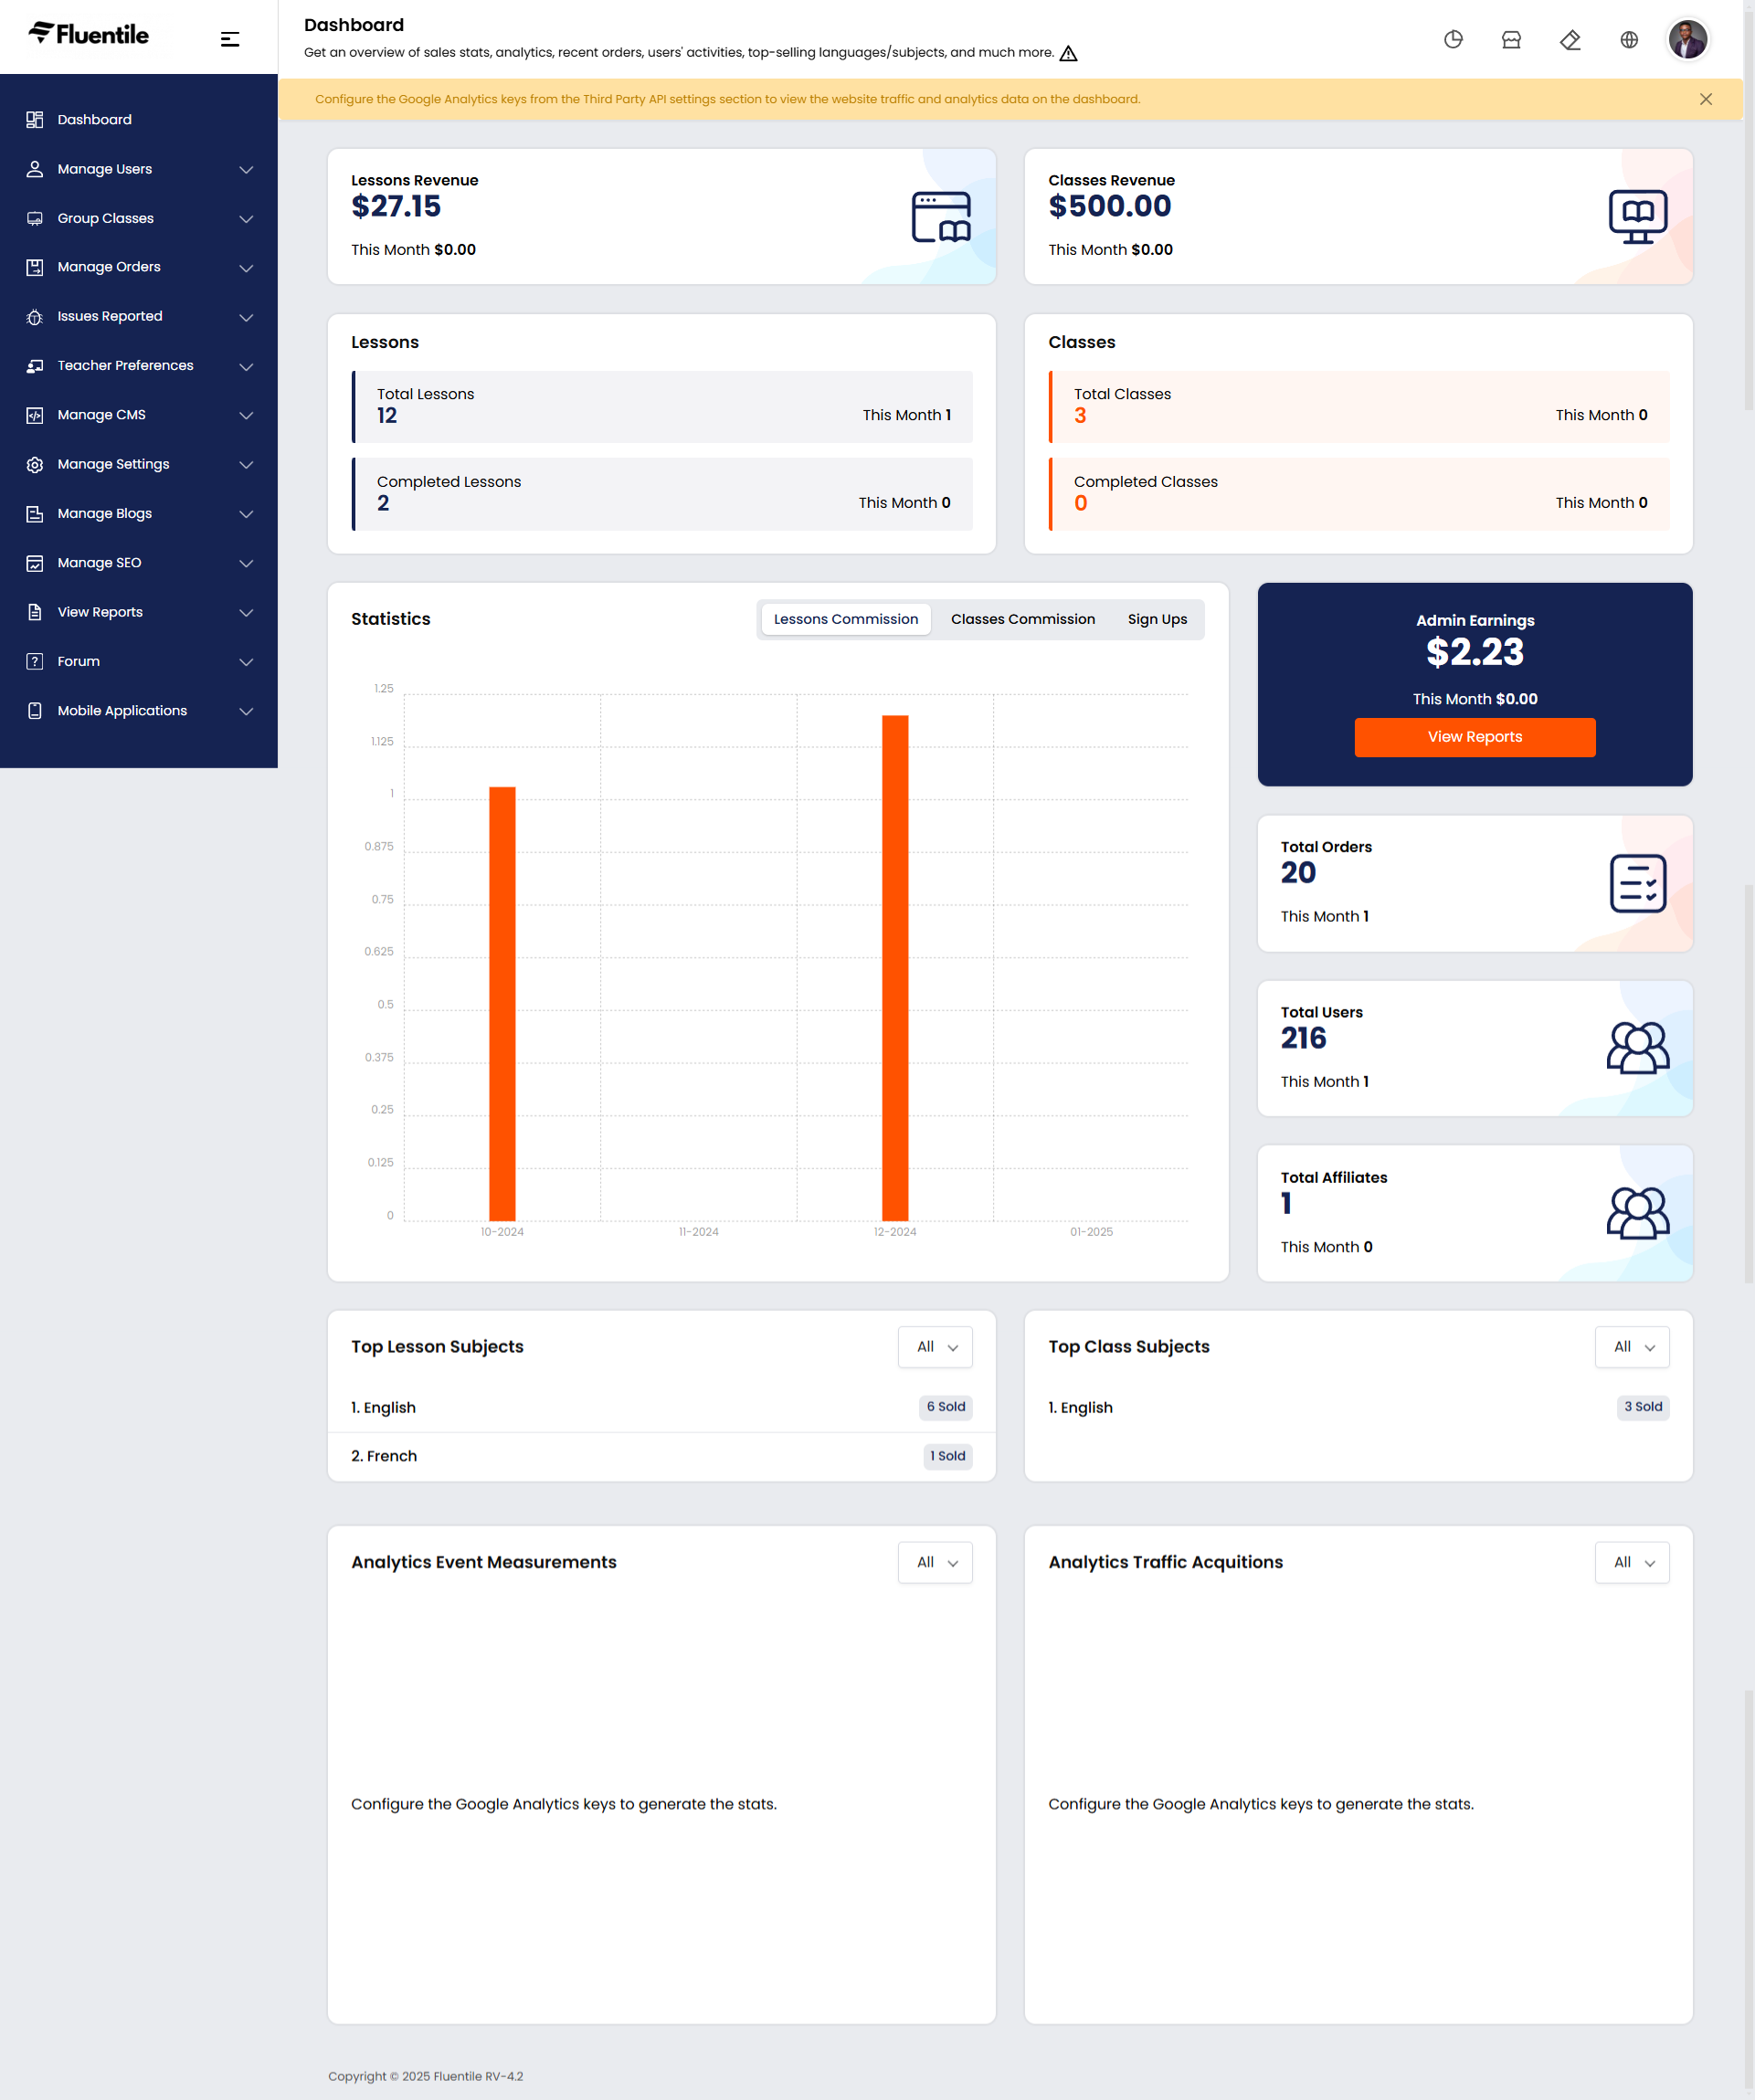 Fluentile
Dashboard
Get an overview of sales stats, analytics, recent orders, users' activities, top-selling languages/subjects, and much more.
Configure the Google Analytics keys from the Third Party API settings section to view the website traffic and analytics data on the dashboard.
Dashboard
Manage Users
Group Classes
Manage Orders
Issues Reported
Teacher Preferences
Manage CMS
Manage Settings
Manage Blogs
Manage SEO
View Reports
Forum
Mobile Applications
Lessons Revenue
$27.15
This Month $0.00
Classes Revenue
$500.00
This Month $0.00
Lessons
Total Lessons
12
This Month 1
Completed Lessons
2
This Month 0
Classes
Total Classes
3
This Month 0
Completed Classes
0
This Month 0
Statistics
Lessons Commission
Classes Commission
Sign Ups
1.25
1.125
1
0.875
0.75
0.625
0.5
0.375
0.25
0.125
0
10-2024
11-2024
12-2024
01-2025
Admin Earnings
$2.23
This Month $0.00
View Reports
Total Orders
20
This Month 1
Total Users
216
This Month 1
Total Affiliates
1
This Month 0
Top Lesson Subjects
All
1. English
6 Sold
2. French
1 Sold
Top Class Subjects
All
1. English
3 Sold
Analytics Event Measurements
All
Configure the Google Analytics keys to generate the stats.
Analytics Traffic Acquitions
All
Configure the Google Analytics keys to generate the stats.
Copyright © 2025 Fluentile RV-4.2